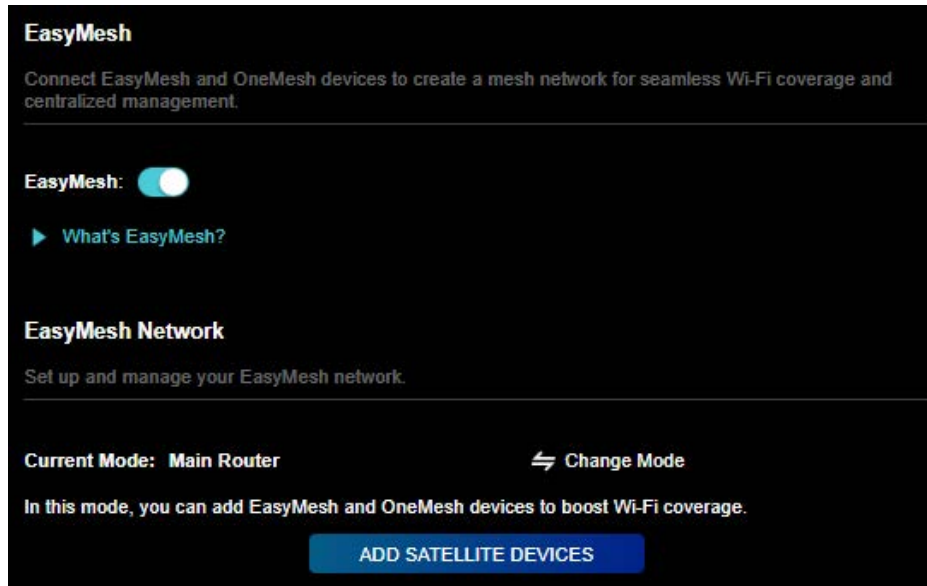 EasyMesh
Connect EasyMesh and OneMesh devices to create a mesh network for seamless Wi-Fi coverage and
centralized management.
EasyMesh:
What's EasyMesh?
EasyMesh Network
Set up and manage your EasyMesh network.
Current Mode: Main Router Change Mode
In this mode, you can add EasyMesh and OneMesh devices to boost Wi-Fi coverage.
ADD SATELLITE DEVICES